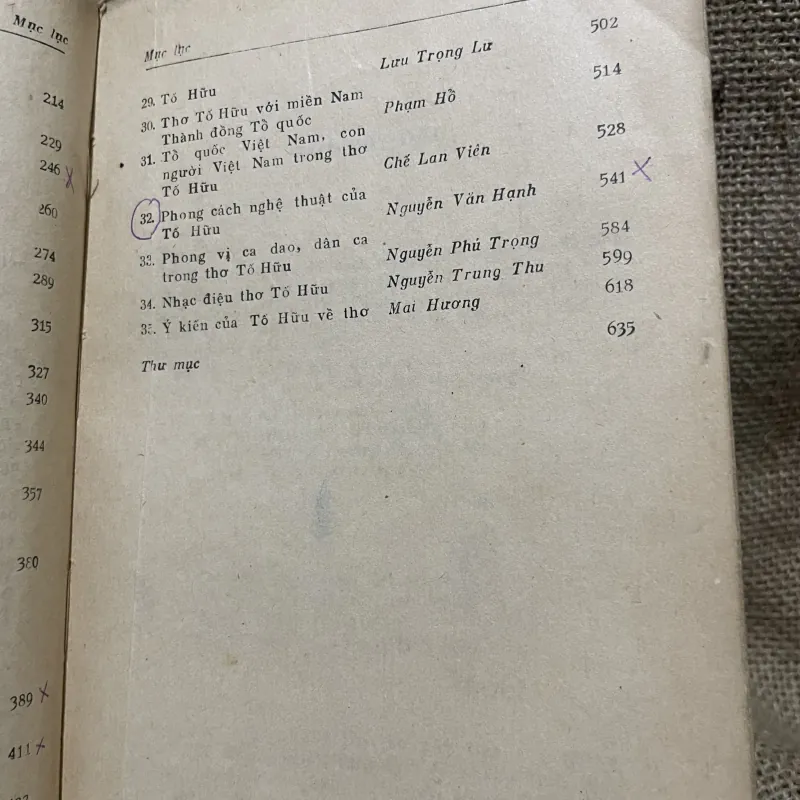 Mục lục
214
229
246 x
260
274
289
315
327
340
344
357
380
389 x
411 x
Mục lục
29. Tố Hữu Lưu Trọng Lư 502
30. Thơ Tố Hữu với miền Nam
Thành đồng Tổ quốc Phạm Hổ 514
31. Tổ quốc Việt Nam, con
người Việt Nam trong thơ
Tố Hữu Chế Lan Viên 528
32. Phong cách nghệ thuật của
Tố Hữu Nguyễn Văn Hạnh 541 x
33. Phong vị ca dao, dân ca
trong thơ Tố Hữu Nguyễn Phú Trọng 584
34. Nhạc điệu thơ Tố Hữu Nguyễn Trung Thu 599
35. Ý kiến của Tố Hữu về thơ Mai Hương 618
Thư mục 635